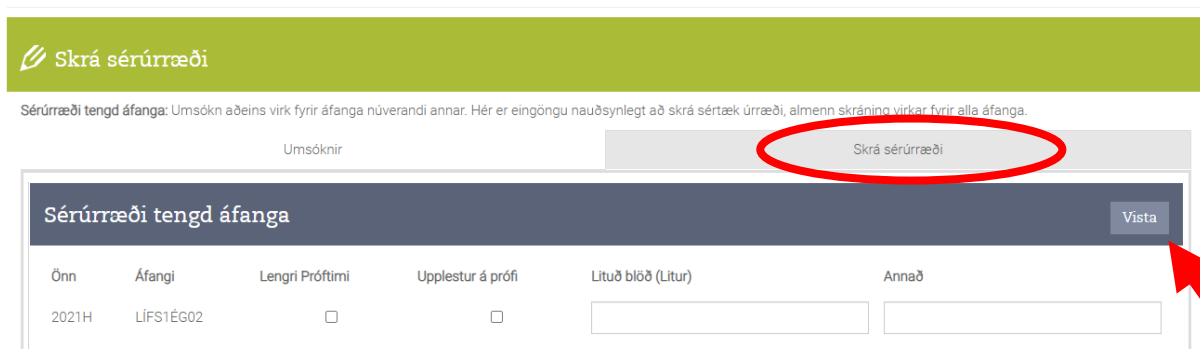 Skrá sérúrræði
Sérúrræði tengd áfanga: Umsókn aðeins virk fyrir áfanga núverandi annar. Hér er eingöngu nauðsynlegt að skrá sértæk úrræði, almenn skráning virkar fyrir alla áfanga.
Umsóknir Skrá sérúrræði
Sérúrræði tengd áfanga Vista
Önn Áfangi Lengri Próftími Upplestur á prófi Lituð blöð (Litur) Annað
2021H LÍFS1ÉG02